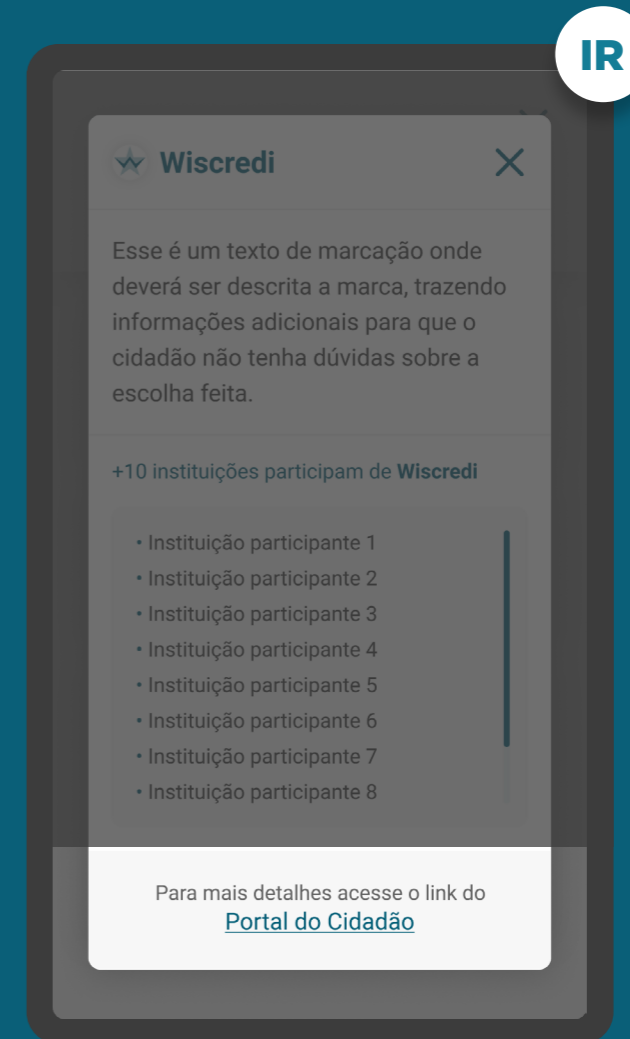 IR
Wiscredi
Esse é um texto de marcação onde
deverá ser descrita a marca, trazendo
informações adicionais para que o
cidadão não tenha dúvidas sobre a
escolha feita.
+10 instituições participam de Wiscredi
• Instituição participante 1
• Instituição participante 2
• Instituição participante 3
• Instituição participante 4
• Instituição participante 5
• Instituição participante 6
• Instituição participante 7
• Instituição participante 8
Para mais detalhes acesse o link do
Portal do Cidadão